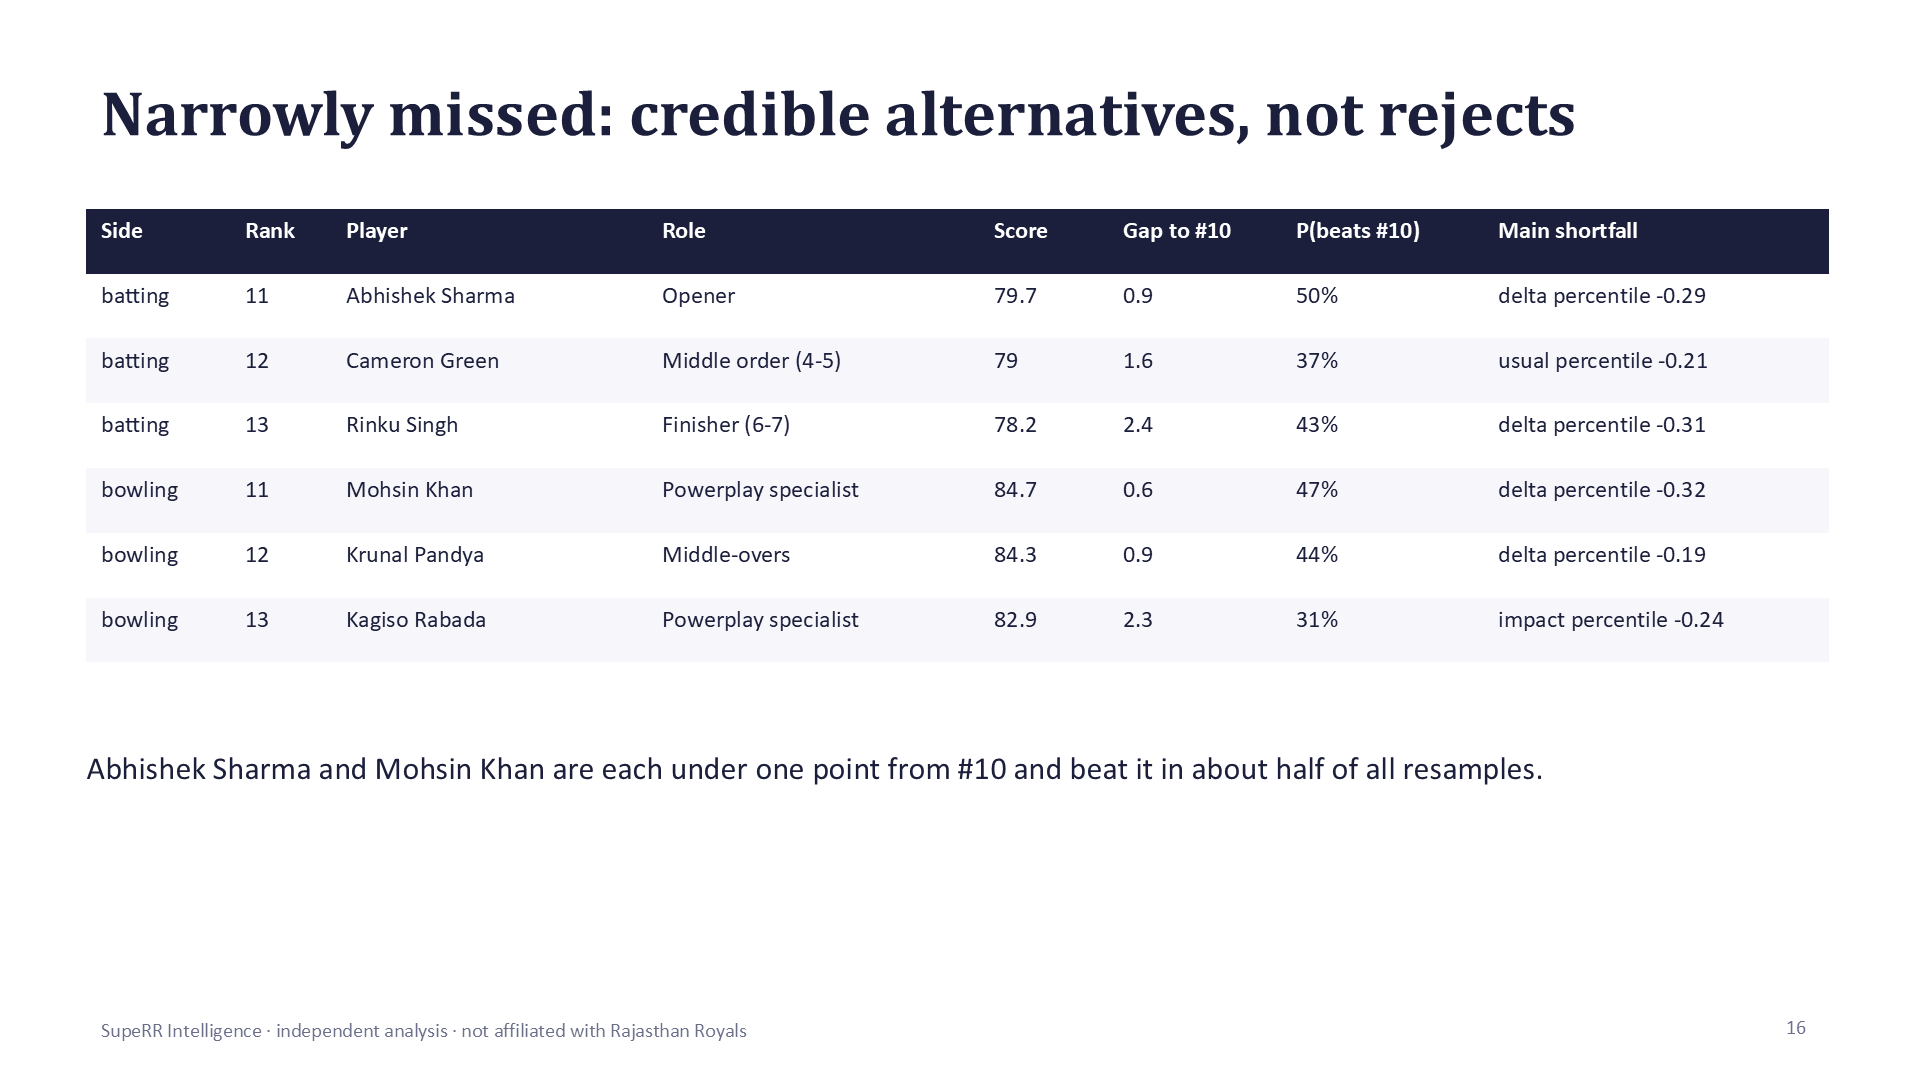 Narrowly missed: credible alternatives, not rejects
Side Rank Player Role Score Gap to #10 P(beats #10) Main shortfall
batting 11 Abhishek Sharma Opener 79.7 0.9 50% delta percentile -0.29
batting 12 Cameron Green Middle order (4-5) 79 1.6 37% usual percentile -0.21
batting 13 Rinku Singh Finisher (6-7) 78.2 2.4 43% delta percentile -0.31
bowling 11 Mohsin Khan Powerplay specialist 84.7 0.6 47% delta percentile -0.32
bowling 12 Krunal Pandya Middle-overs 84.3 0.9 44% delta percentile -0.19
bowling 13 Kagiso Rabada Powerplay specialist 82.9 2.3 31% impact percentile -0.24
Abhishek Sharma and Mohsin Khan are each under one point from #10 and beat it in about half of all resamples.
SupeRR Intelligence · independent analysis · not affiliated with Rajasthan Royals
16